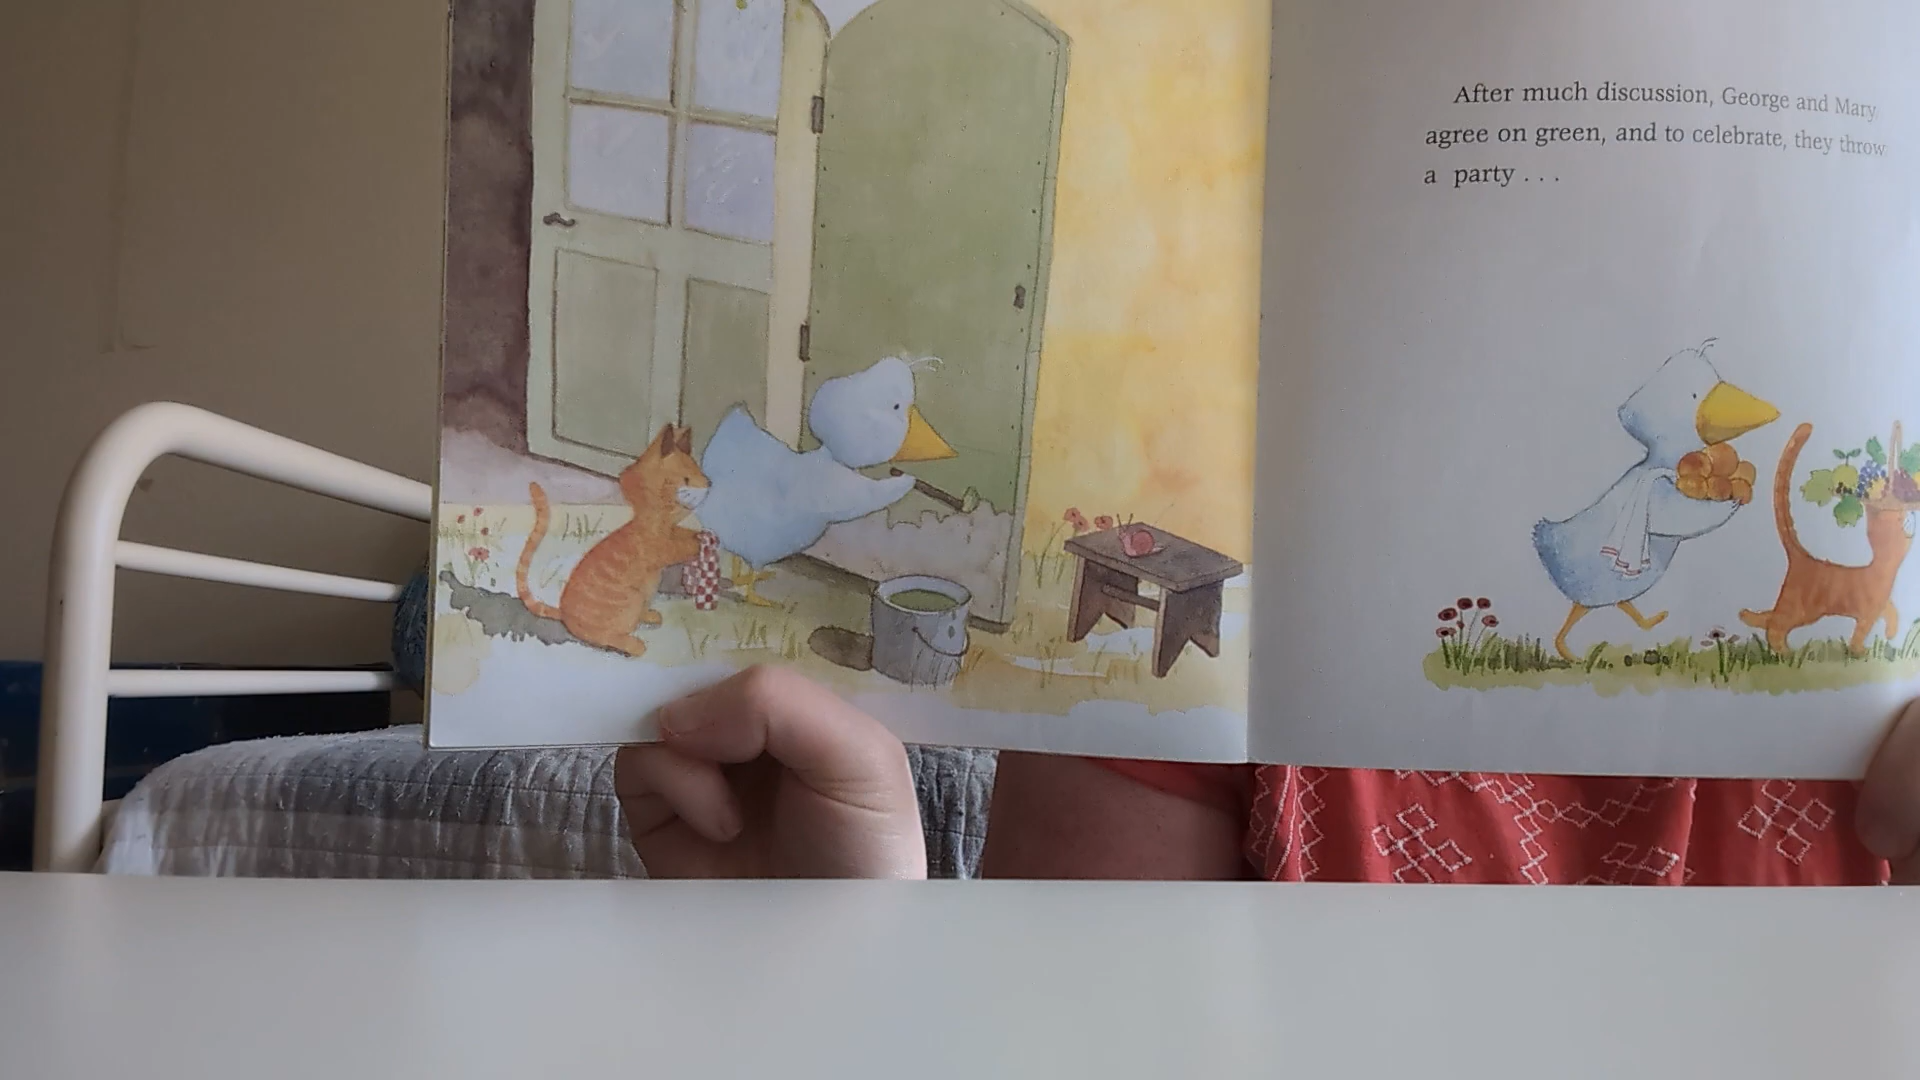 After much discussion, George and Mary
agree on green, and to celebrate, they throw
a party . . .